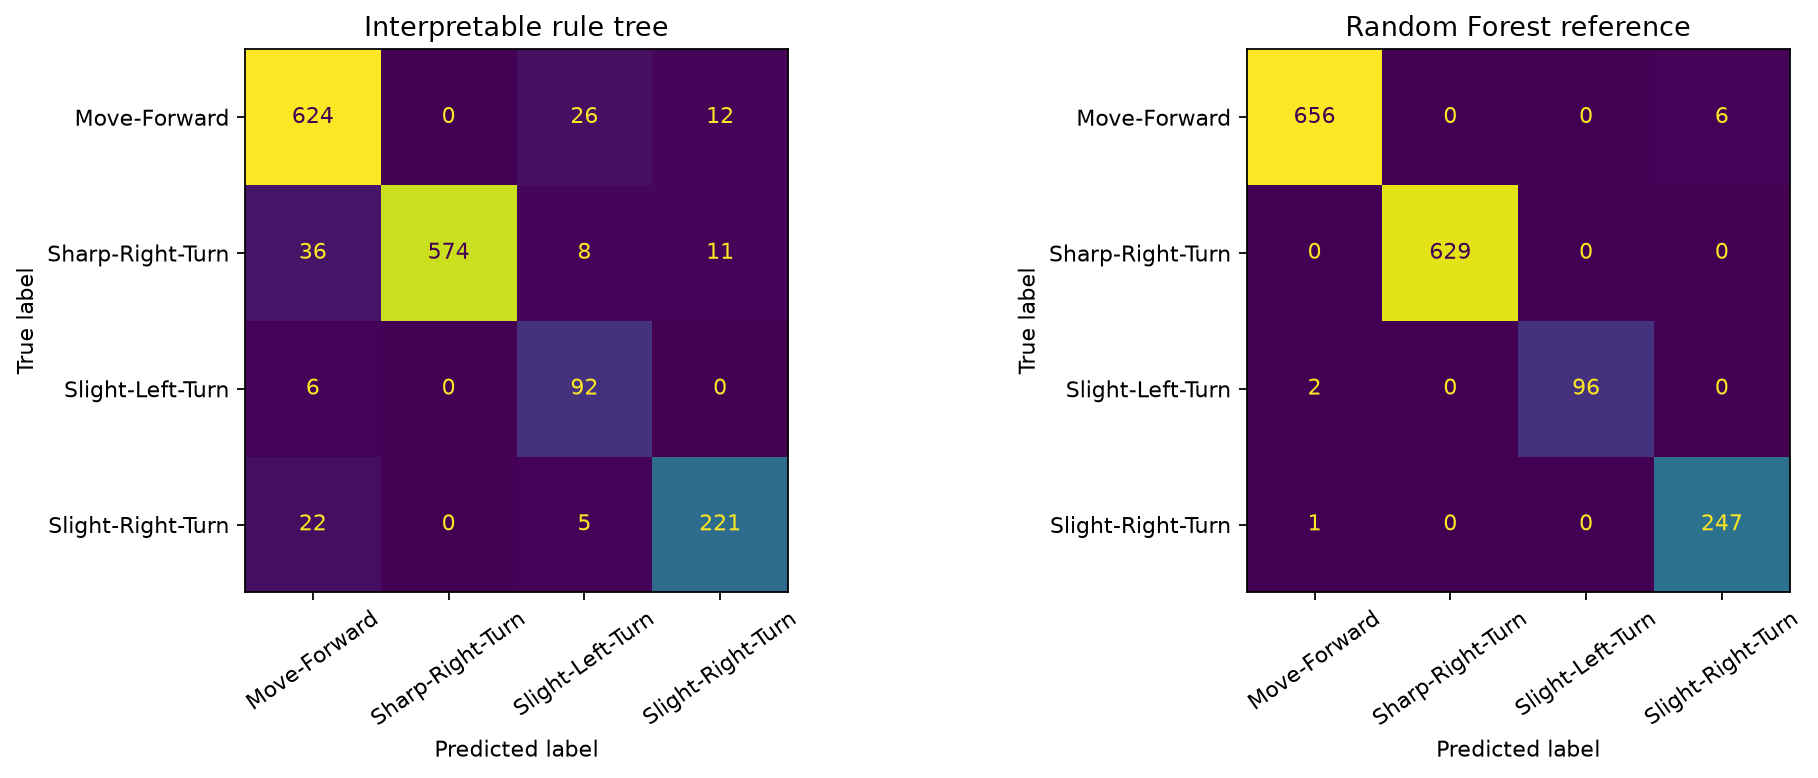 Interpretable rule tree
True label
Move-Forward 624 0 26 12
Sharp-Right-Turn 36 574 8 11
Slight-Left-Turn 6 0 92 0
Slight-Right-Turn 22 0 5 221
Move-Forward Sharp-Right-Turn Slight-Left-Turn Slight-Right-Turn
Predicted label
Random Forest reference
True label
Move-Forward 656 0 0 6
Sharp-Right-Turn 0 629 0 0
Slight-Left-Turn 2 0 96 0
Slight-Right-Turn 1 0 0 247
Move-Forward Sharp-Right-Turn Slight-Left-Turn Slight-Right-Turn
Predicted label